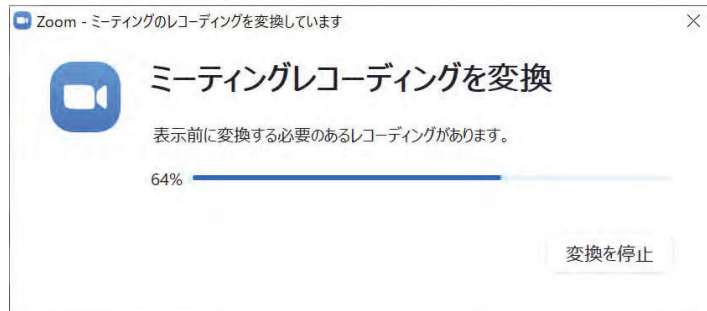 Zoom - ミーティングのレコーディングを変換しています
ミーティングレコーディングを変換
表示前に変換する必要のあるレコーディングがあります。
64%
変換を停止